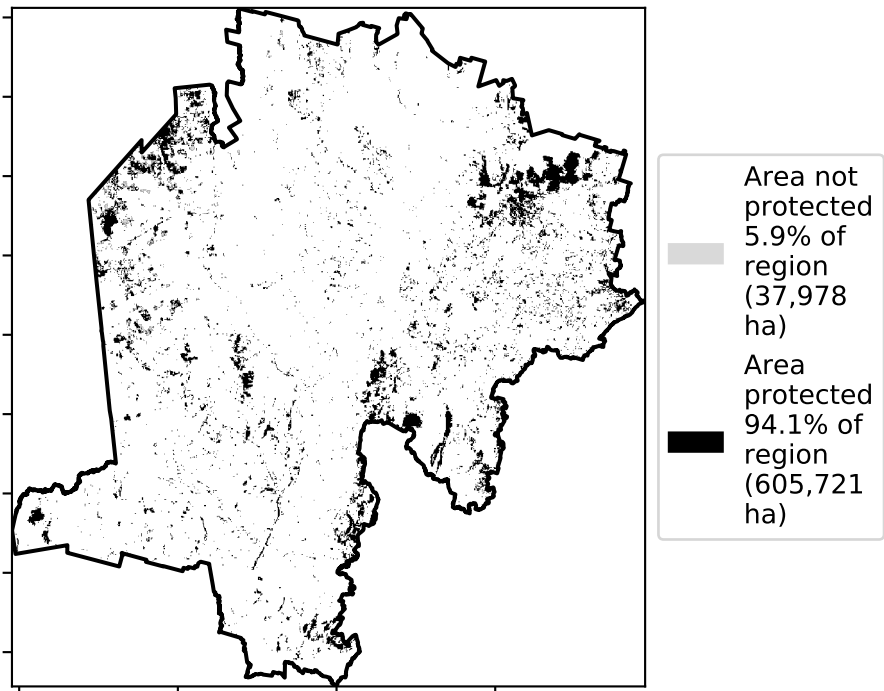 Area not
protected
5.9% of
region
(37,978
ha)
Area
protected
94.1% of
region
(605,721
ha)